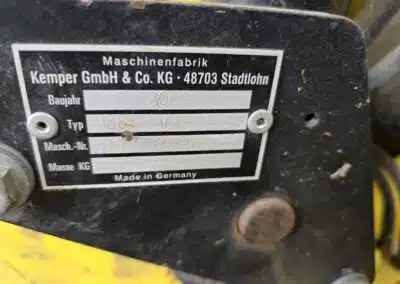 Maschinenfabrik
Kemper GmbH & Co. KG · 48703 Stadtlohn
Baujahr
Typ
Masch.-Nr.
Masse KG
Made in Germany